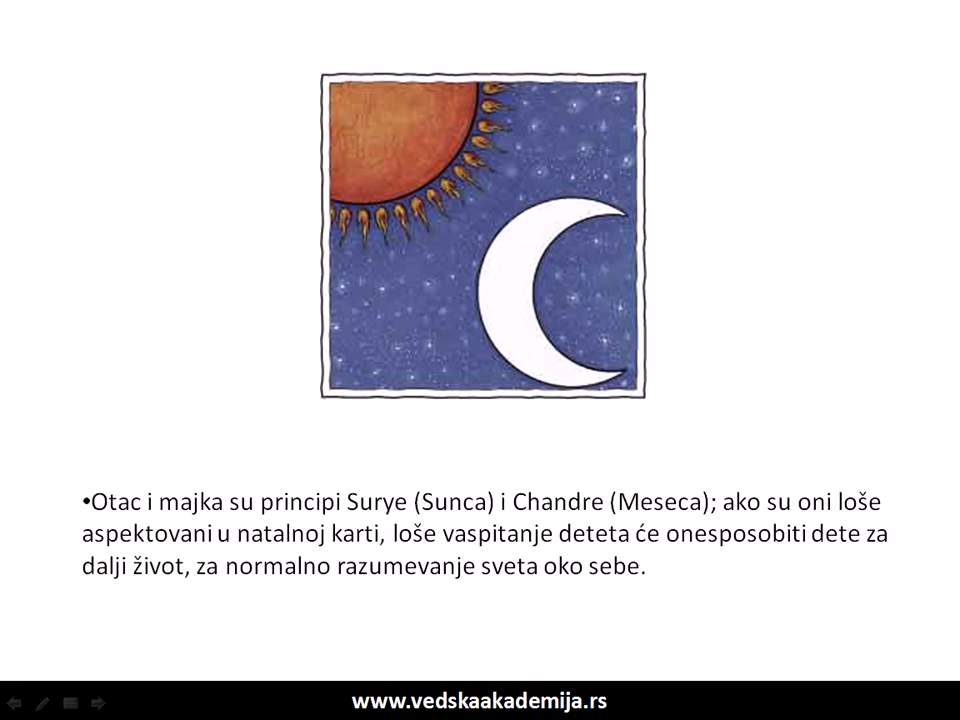 •Otac i majka su principi Surye (Sunca) i Chandre (Meseca); ako su oni loše
aspektovani u natalnoj karti, loše vaspitanje deteta će onesposobiti dete za
dalji život, za normalno razumevanje sveta oko sebe.
www.vedskaakademija.rs